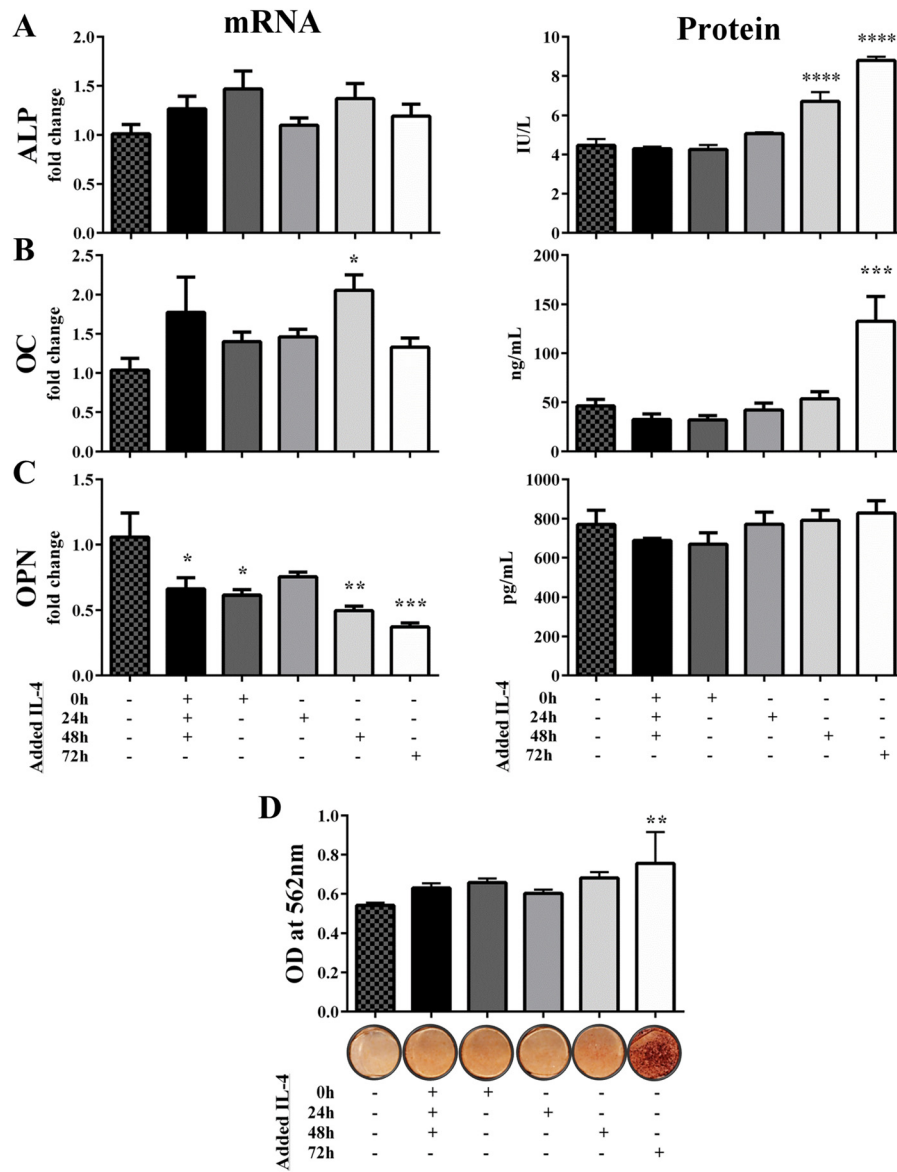 A
mRNA
Protein
ALP
fold change
2.0
1.5
1.0
0.5
0.0
IU/L
10
8
6
4
2
0
****
****
B
OC
fold change
2.5
2.0
1.5
1.0
0.5
0.0
*
ng/mL
200
150
100
50
0
***
C
OPN
fold change
1.5
1.0
0.5
0.0
*
*
**
***
pg/mL
1000
800
600
400
200
0
Added IL-4
0h - + + - - -
24h - + - + - -
48h - + - - + -
72h - - - - - +
Added IL-4
0h - + + - - -
24h - + - + - -
48h - + - - + -
72h - - - - - +
D
OD at 562nm
1.0
0.8
0.6
0.4
0.2
0.0
**
Added IL-4
0h - + + - - -
24h - + - + - -
48h - + - - + -
72h - - - - - +